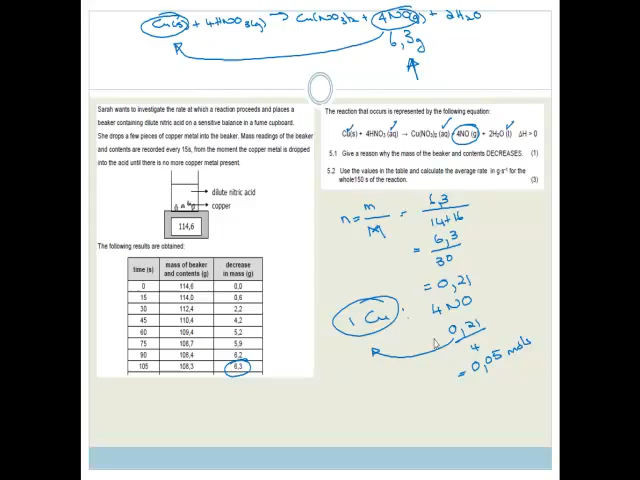 Cu(s) + 4HNO3(g) → Cu(NO3)2 + 4NO(g) + 2H2O
6,3g
Sarah wants to investigate the rate at which a reaction proceeds and places a
beaker containing dilute nitric acid on a sensitive balance in a fume cupboard.
She drops a few pieces of copper metal into the beaker. Mass readings of the beaker
and contents are recorded every 15s, from the moment the copper metal is dropped
into the acid until there is no more copper metal present.
dilute nitric acid
copper
114,6
The following results are obtained:
time (s) mass of beaker and contents (g) decrease in mass (g)
0 114,6 0,0
15 114,0 0,6
30 112,4 2,2
45 110,4 4,2
60 109,4 5,2
75 108,7 5,9
90 108,4 6,2
105 108,3 6,3
The reaction that occurs is represented by the following equation:
Cu(s) + 4HNO3 (aq) → Cu(NO3)2 (aq) + 4NO (g) + 2H2O (l) ΔH > 0
5.1 Give a reason why the mass of the beaker and contents DECREASES. (1)
5.2 Use the values in the table and calculate the average rate in g·s-1 for the
whole150 s of the reaction. (3)
n = m/M = 6,3/14+16
= 6,3/30
= 0,21
1 Cu : 4NO
0,21/4
= 0,05 mols